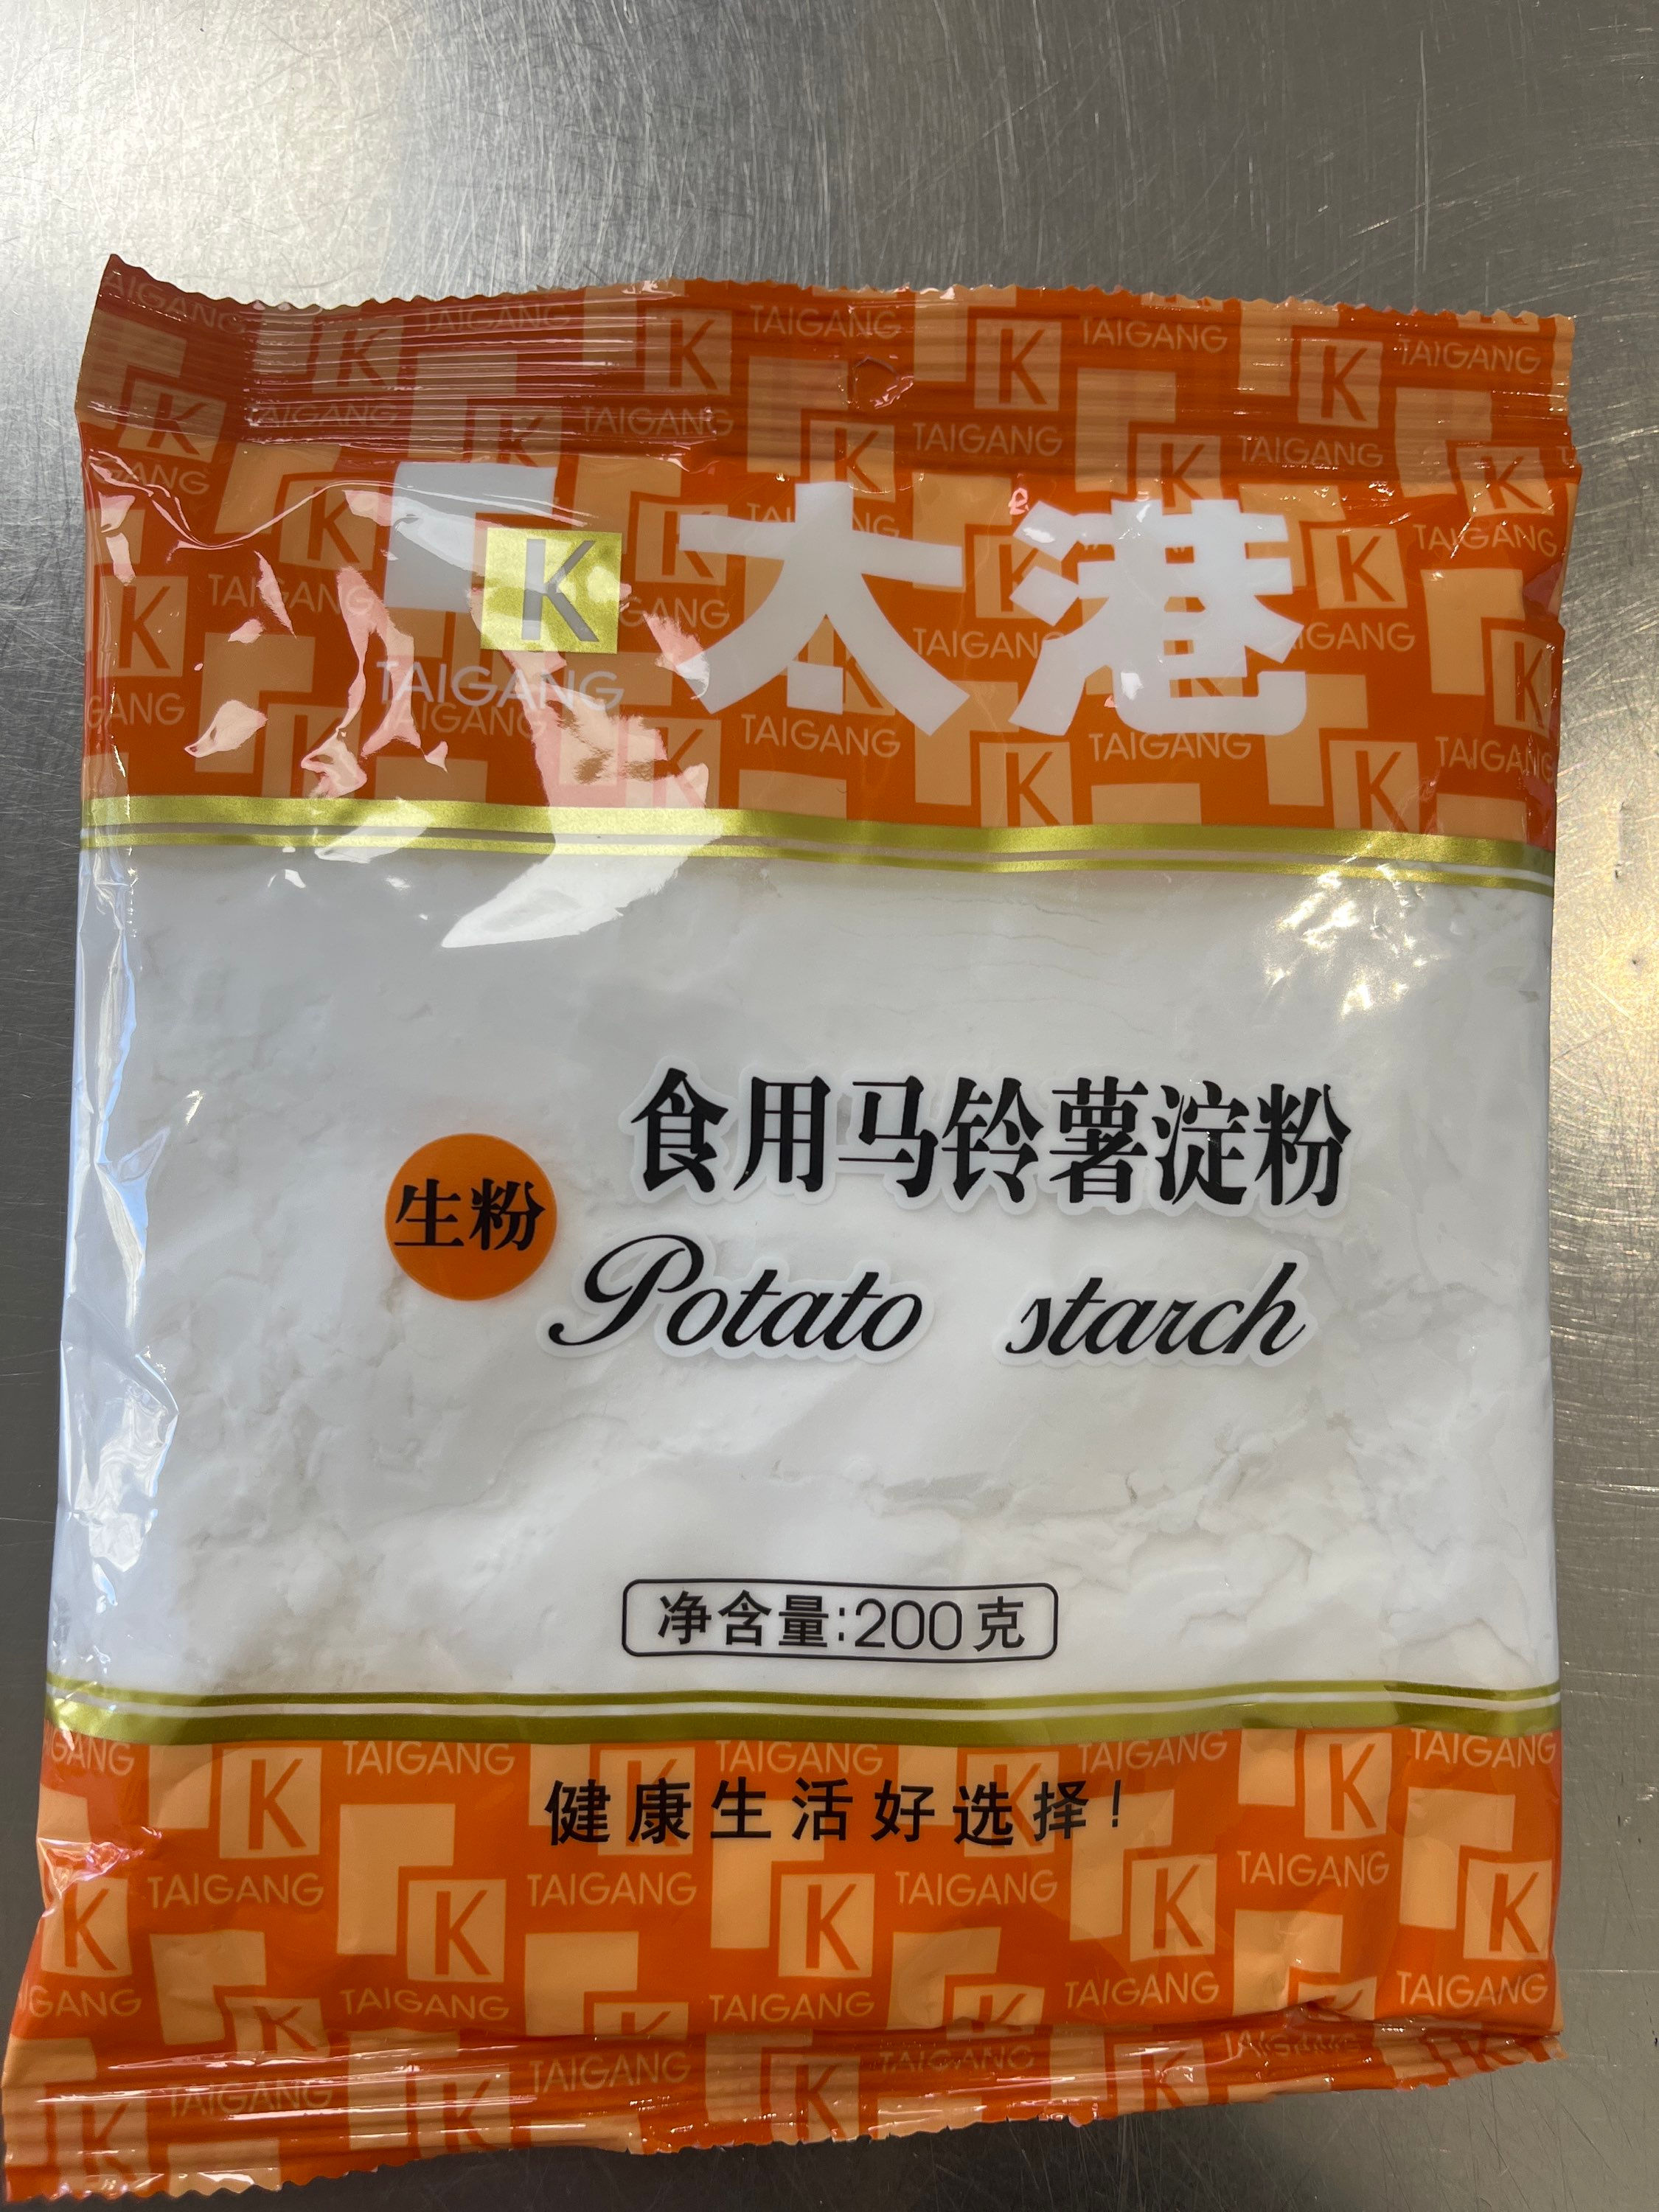 K
TAIGANG
太港
食用马铃薯淀粉
生粉
Potato starch
净含量:200克
健康生活好选择!